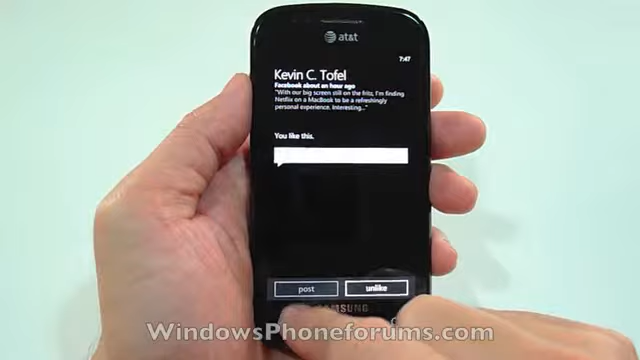 at&t
7:47
Kevin C. Tofel
Facebook about an hour ago
"With our big screen still on the fritz, I'm finding
Netflix on a MacBook to be a refreshingly
personal experience. Interesting..."
You like this.
post
unlike
SAMSUNG
WindowsPhoneforums.com